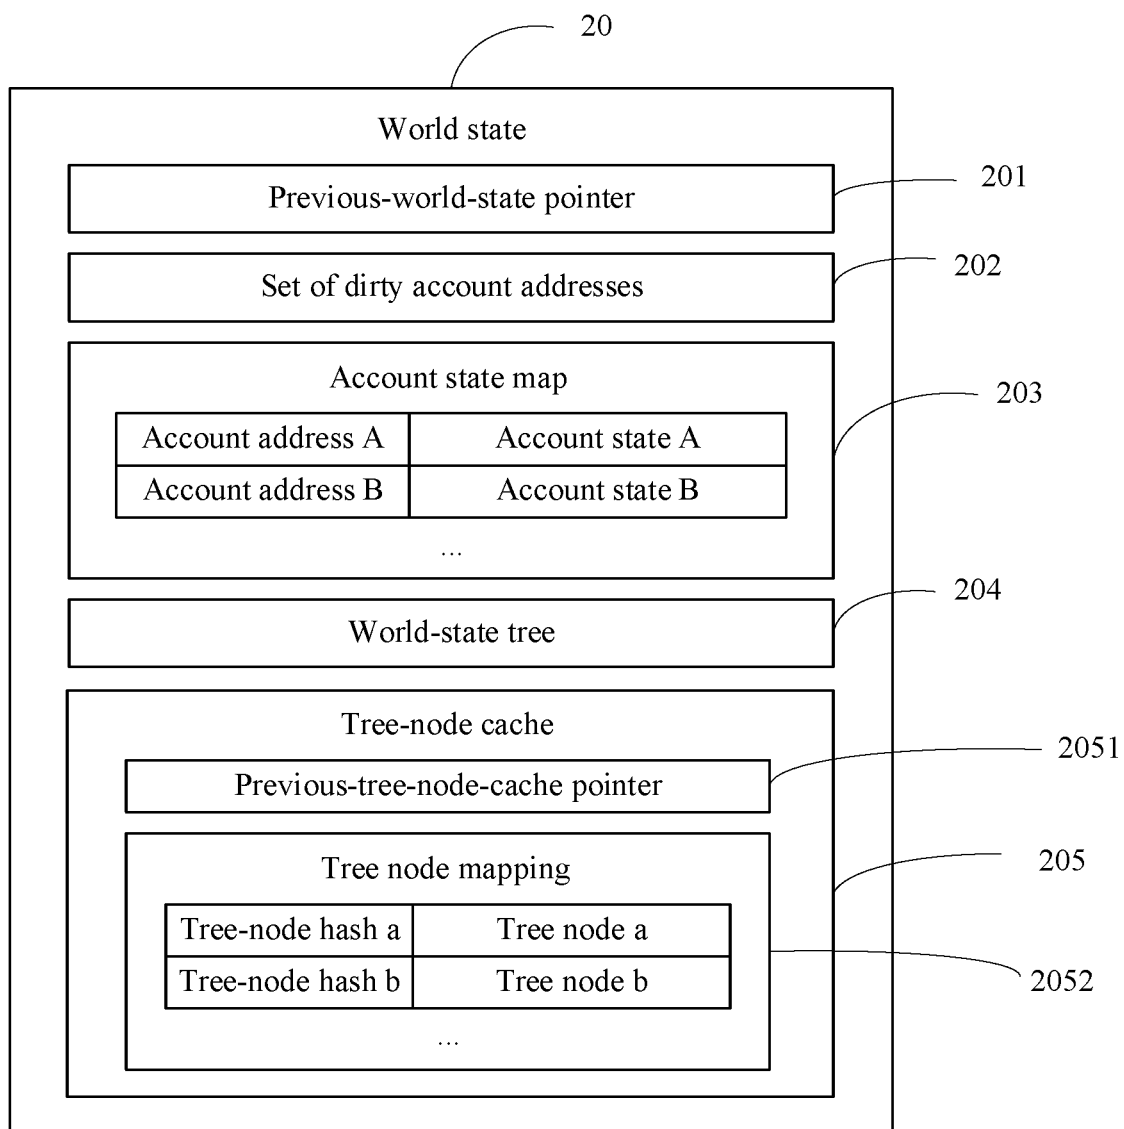 20
World state
Previous-world-state pointer
201
Set of dirty account addresses
202
Account state map
203
Account address A Account state A
Account address B Account state B
...
World-state tree
204
Tree-node cache
Previous-tree-node-cache pointer
2051
Tree node mapping
205
Tree-node hash a Tree node a
Tree-node hash b Tree node b
2052
...